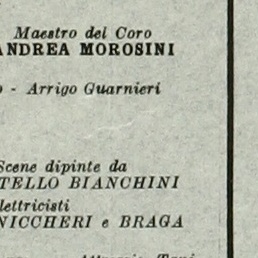 Maestro del Coro
ANDREA MOROSINI
- Arrigo Guarnieri
Scene dipinte da
TELLO BIANCHINI
lettricisti
NICCHERI e BRAGA